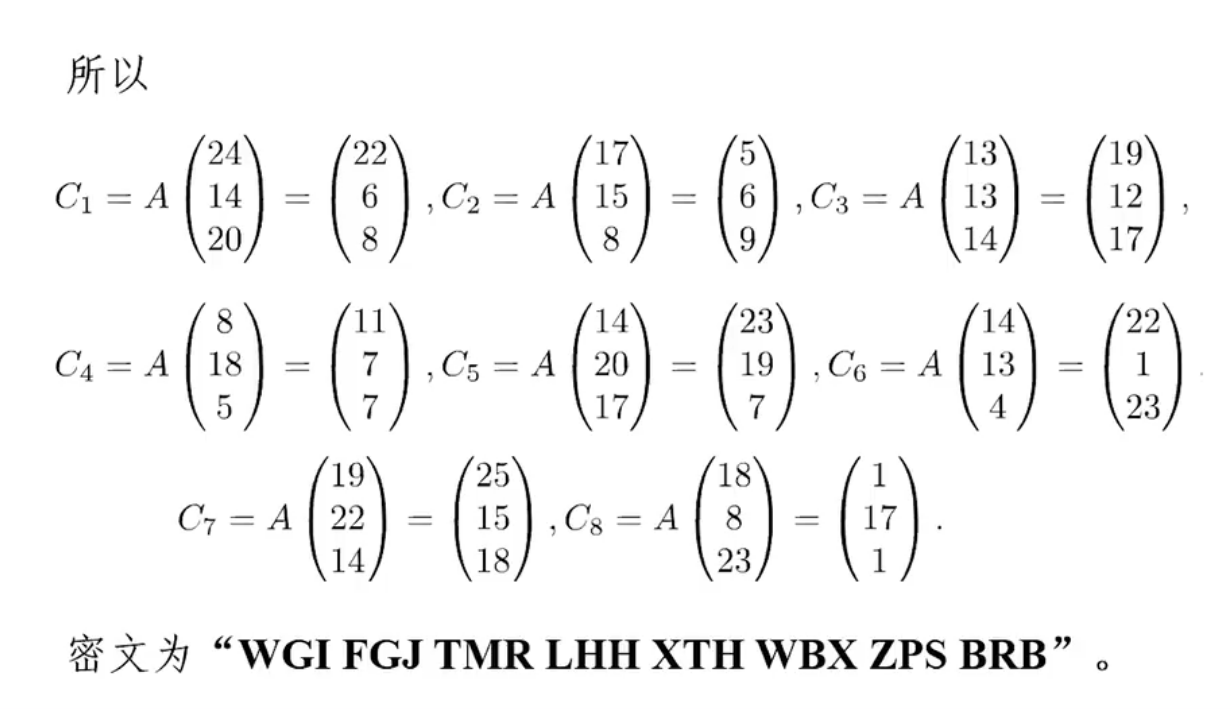 所以
C₁ = A (24 14 20) = (22 6 8) , C₂ = A (17 15 8) = (5 6 9) , C₃ = A (13 13 14) = (19 12 17) ,
C₄ = A (8 18 5) = (11 7 7) , C₅ = A (14 20 17) = (23 19 7) , C₆ = A (14 13 4) = (22 1 23) .
C₇ = A (19 22 14) = (25 15 18) , C₈ = A (18 8 23) = (1 17 1) .
密文为“WGI FGJ TMR LHH XTH WBX ZPS BRB”。